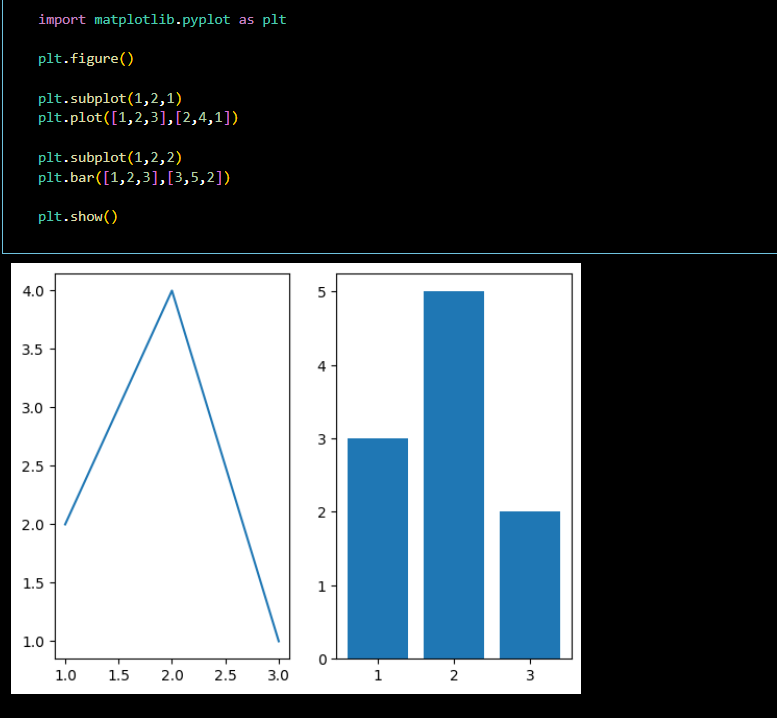 import matplotlib.pyplot as plt
plt.figure()
plt.subplot(1,2,1)
plt.plot([1,2,3],[2,4,1])
plt.subplot(1,2,2)
plt.bar([1,2,3],[3,5,2])
plt.show()
4.0
3.5
3.0
2.5
2.0
1.5
1.0
1.0 1.5 2.0 2.5 3.0
5
4
3
2
1
0
1 2 3